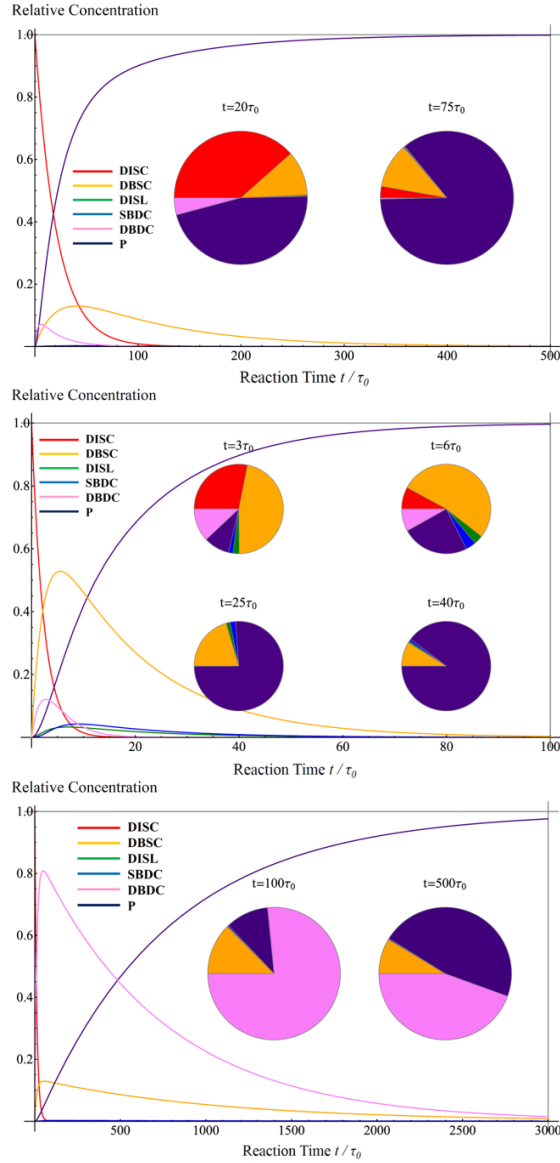 Relative Concentration
1.0
0.8
0.6
0.4
0.2
t=20τ0
t=75τ0
DISC
DBSC
DISL
SBDC
DBDC
P
100
200
300
400
500
Reaction Time t / τ0
Relative Concentration
1.0
0.8
0.6
0.4
0.2
DISC
DBSC
DISL
SBDC
DBDC
P
t=3τ0
t=6τ0
t=25τ0
t=40τ0
20
40
60
80
100
Reaction Time t / τ0
Relative Concentration
1.0
0.8
0.6
0.4
0.2
DISC
DBSC
DISL
SBDC
DBDC
P
t=100τ0
t=500τ0
500
1000
1500
2000
2500
3000
Reaction Time t / τ0